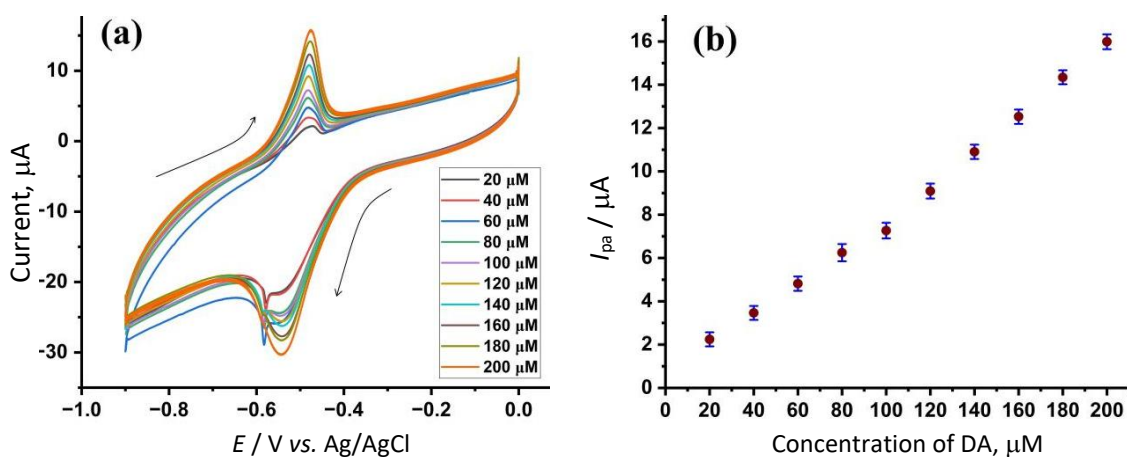 (a)
Current, μA
10
0
−10
−20
−30
−1.0 −0.8 −0.6 −0.4 −0.2 0.0
E / V vs. Ag/AgCl
20 μM
40 μM
60 μM
80 μM
100 μM
120 μM
140 μM
160 μM
180 μM
200 μM
(b)
Ipa / μA
16
14
12
10
8
6
4
2
0
20 40 60 80 100 120 140 160 180 200
Concentration of DA, μM